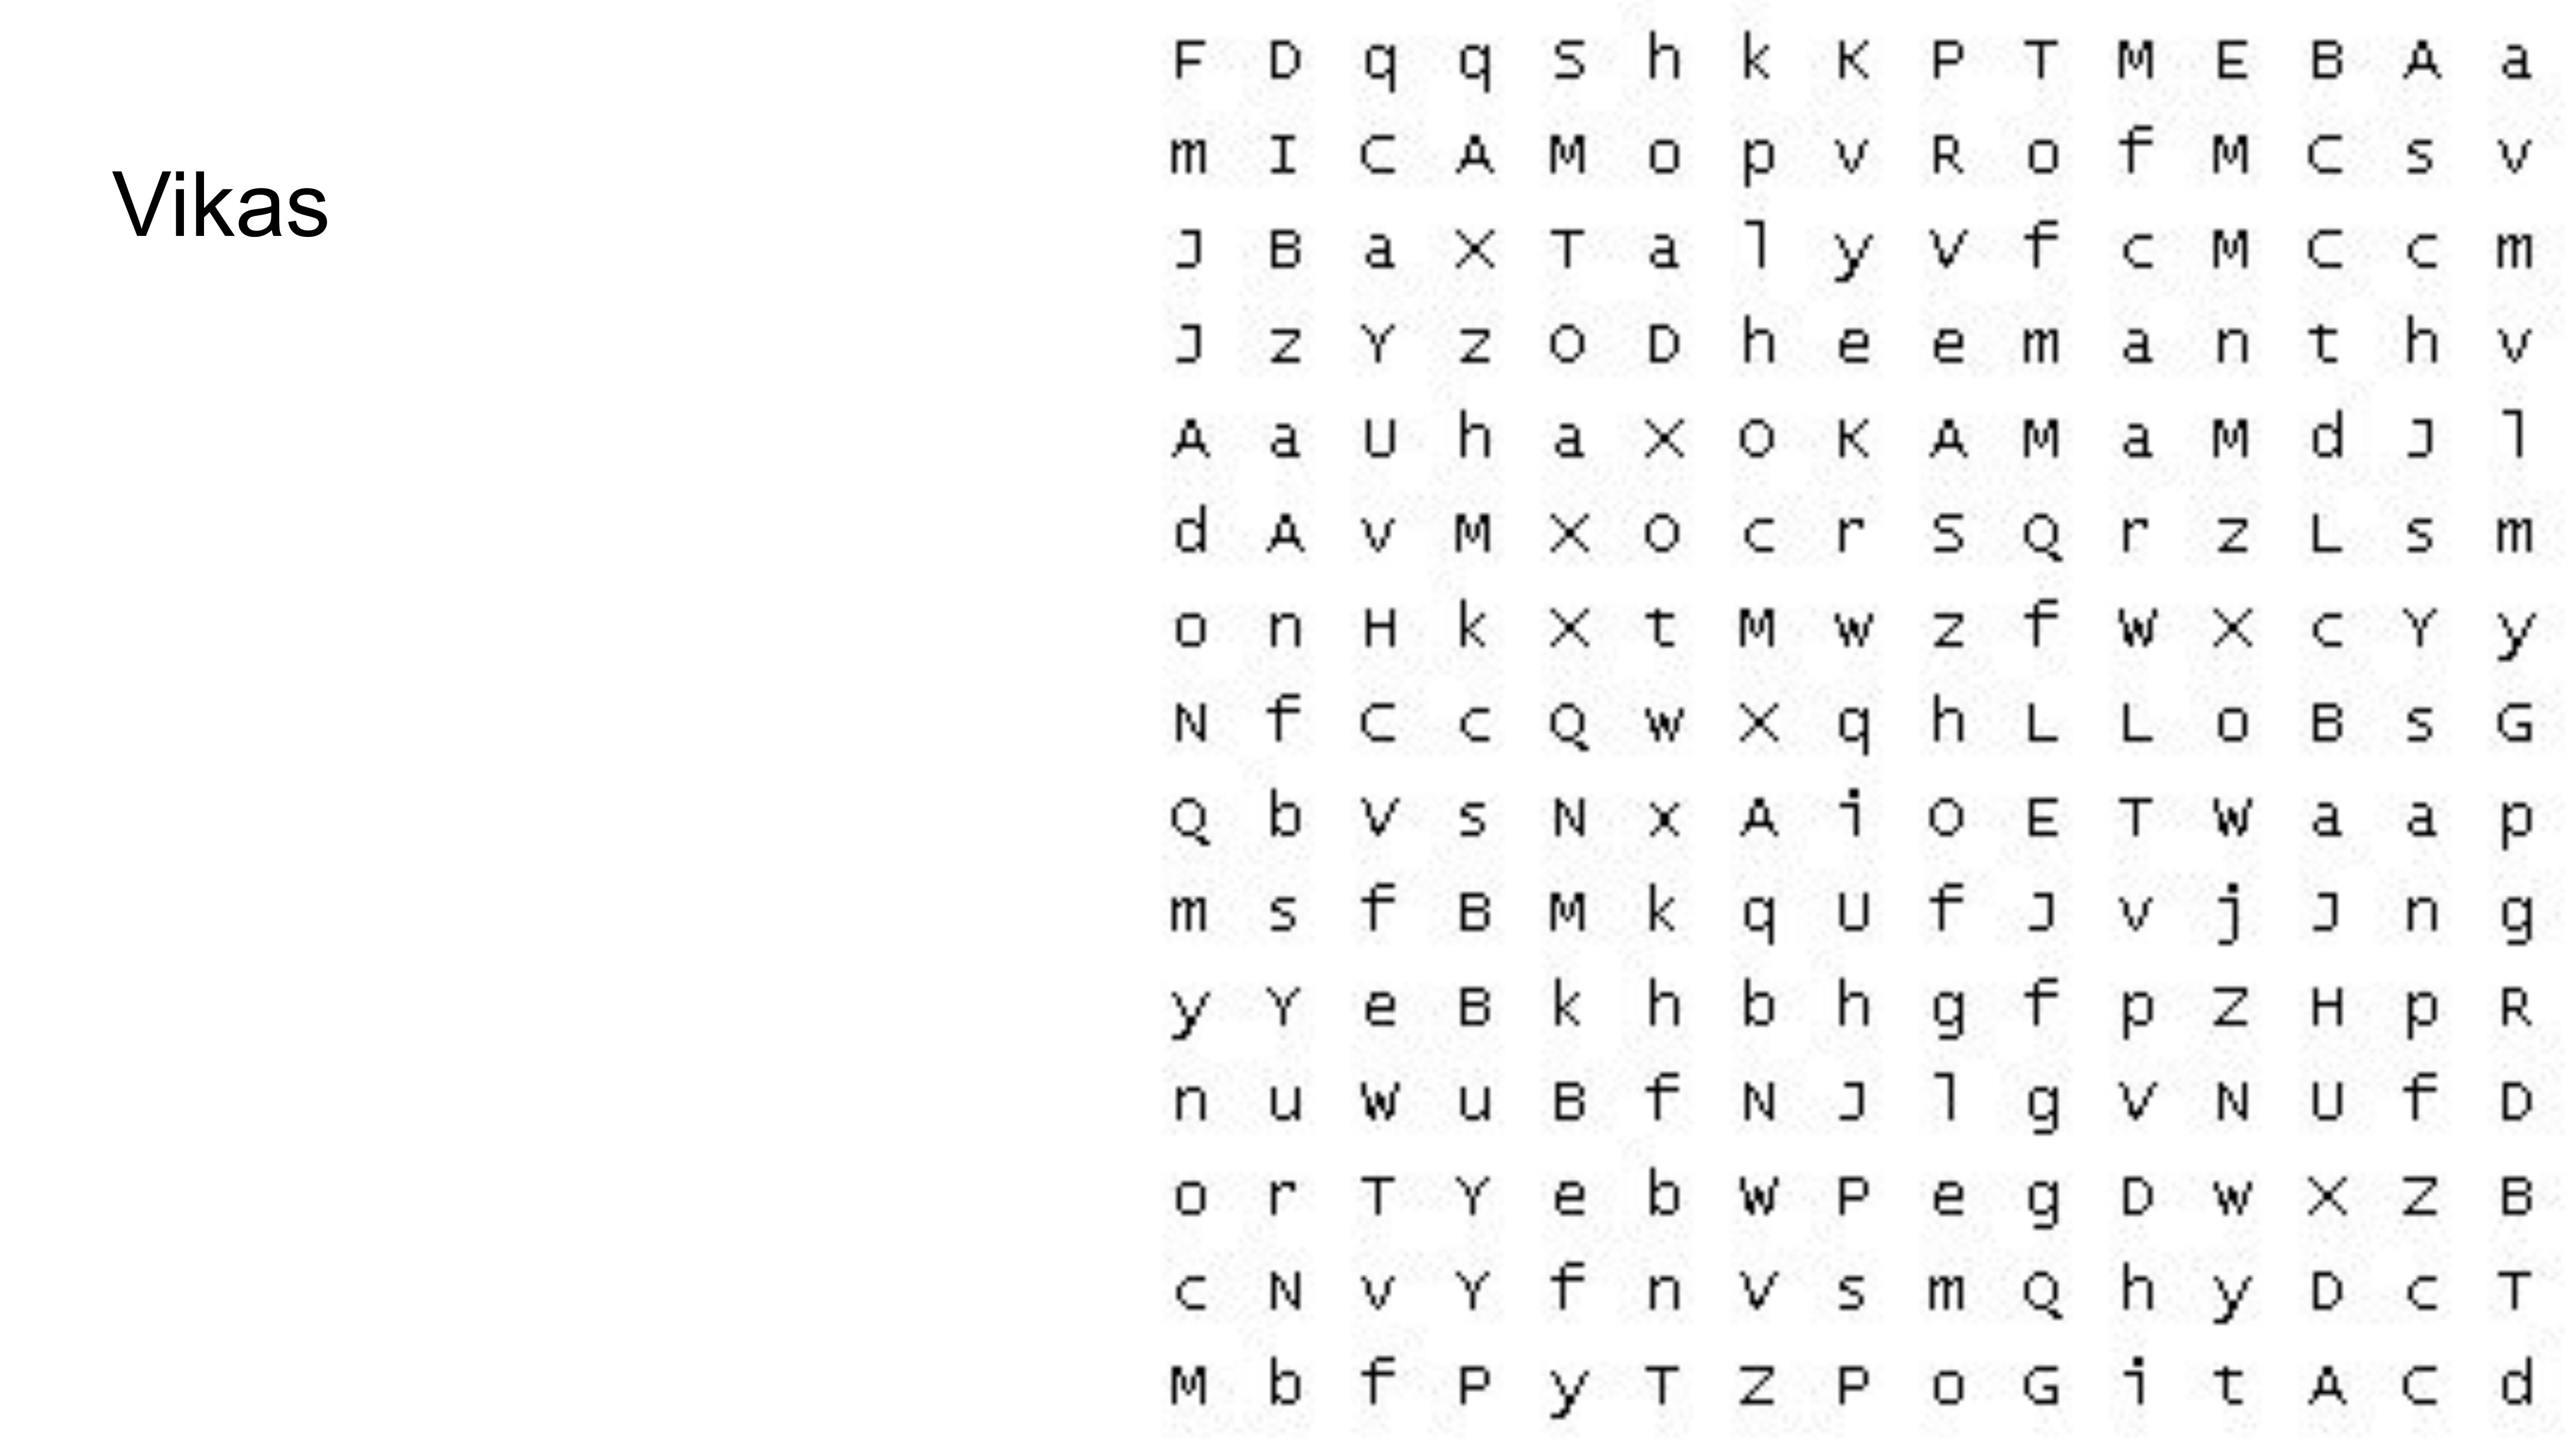 Vikas
F D q q S h k K P T M E B A a
m I C A M o p v R o f M C s v
J B a X T a l y V f c M C c m
J z Y z O D h e e m a n t h v
A a U h a X O K A M a M d J l
d A v M X O c r S Q r z L s m
o n H k X t M w z f W X c Y y
N f C c Q w X q h L L o B s G
Q b V s N x A i O E T W a a p
m s f B M k q U f J v j J n g
y Y e B k h b h g f p Z H p R
n u W u B f N J l g V N U f D
o r T Y e b W P e g D w X Z B
c N v Y f n V s m Q h y D c T
M b f P y T Z P o G i t A C d